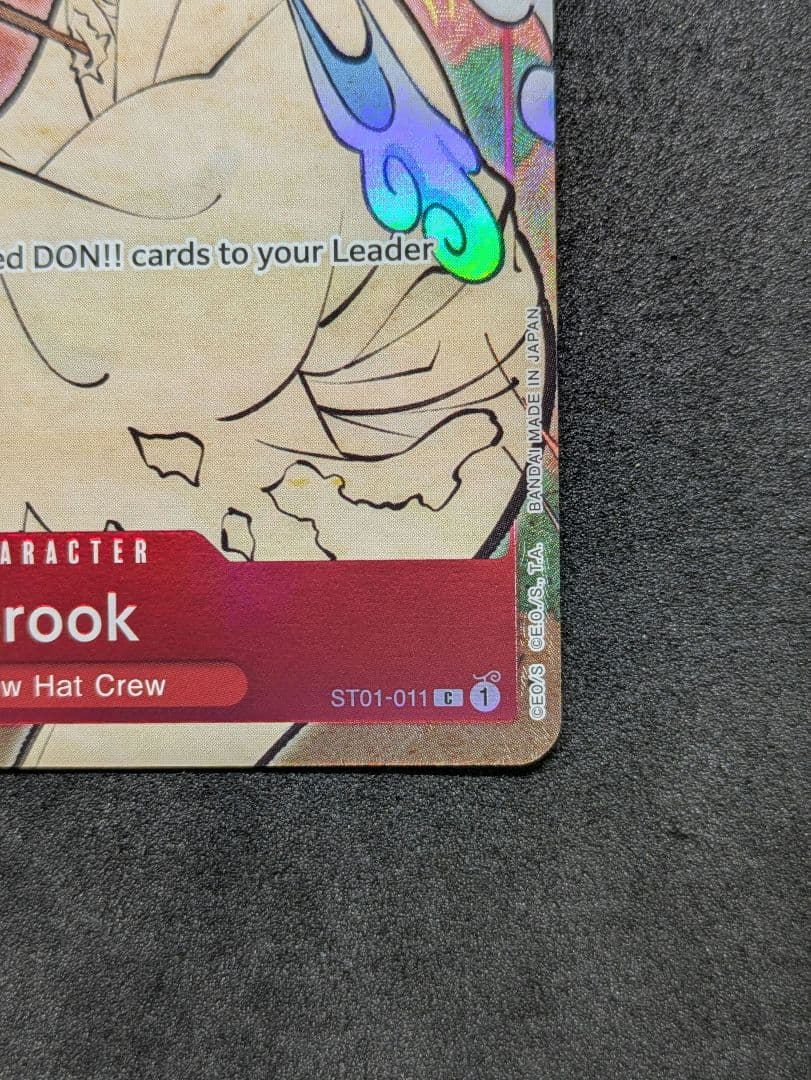 ed DON!! cards to your Leader
ARACTER
rook
w Hat Crew
ST01-011 C 1
©E.O./S ©E.O./S., T.A. BANDAI MADE IN JAPAN